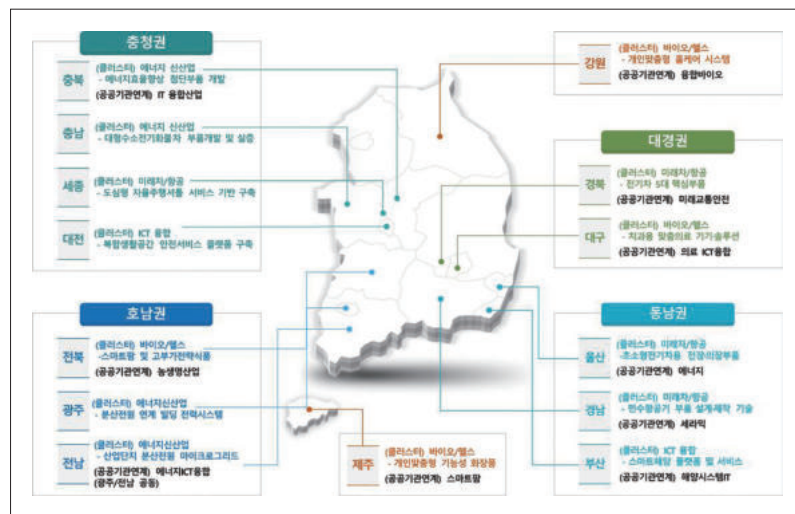 충청권
충북
(클러스터) 에너지 신산업
- 에너지효율향상 첨단부품 개발
(공공기관연계) IT 융합산업
충남
(클러스터) 에너지 신산업
- 대형수소전기화물차 부품개발 및 실증
세종
(클러스터) 미래차/항공
- 도심형 자율주행셔틀 서비스 기반 구축
대전
(클러스터) ICT 융합
- 복합생활공간 안전서비스 플랫폼 구축
강원
(클러스터) 바이오/헬스
- 개인맞춤형 홈케어 시스템
(공공기관연계) 융합바이오
대경권
경북
(클러스터) 미래차/항공
- 전기차 5대 핵심부품
(공공기관연계) 미래교통안전
대구
(클러스터) 바이오/헬스
- 치과용 맞춤의료 기기솔루션
(공공기관연계) 의료 ICT융합
호남권
전북
(클러스터) 바이오/헬스
-스마트팜 및 고부가전략식품
(공공기관연계) 농생명산업
광주
(클러스터) 에너지신산업
- 분산전원 연계 빌딩 전력시스템
전남
(클러스터) 에너지신산업
- 산업단지 분산전원 마이크로그리드
(공공기관연계) 에너지ICT융합
(광주/전남 공동)
제주
(클러스터) 바이오/헬스
- 개인맞춤형 기능성 화장품
(공공기관연계) 스마트팜
동남권
울산
(클러스터) 미래차/항공
-초소형전기차용 전장의장부품
(공공기관연계) 에너지
경남
(클러스터) 미래차/항공
- 민수항공기 부품 설계제작 기술
(공공기관연계) 세라믹
부산
(클러스터) ICT 융합
- 스마트해양 플랫폼 및 서비스
(공공기관연계) 해양시스템IT